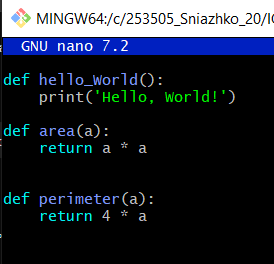 MINGW64:/c/253505_Sniazhko_20/I
GNU nano 7.2
def hello_World():
    print('Hello, World!')
def area(a):
    return a * a
def perimeter(a):
    return 4 * a